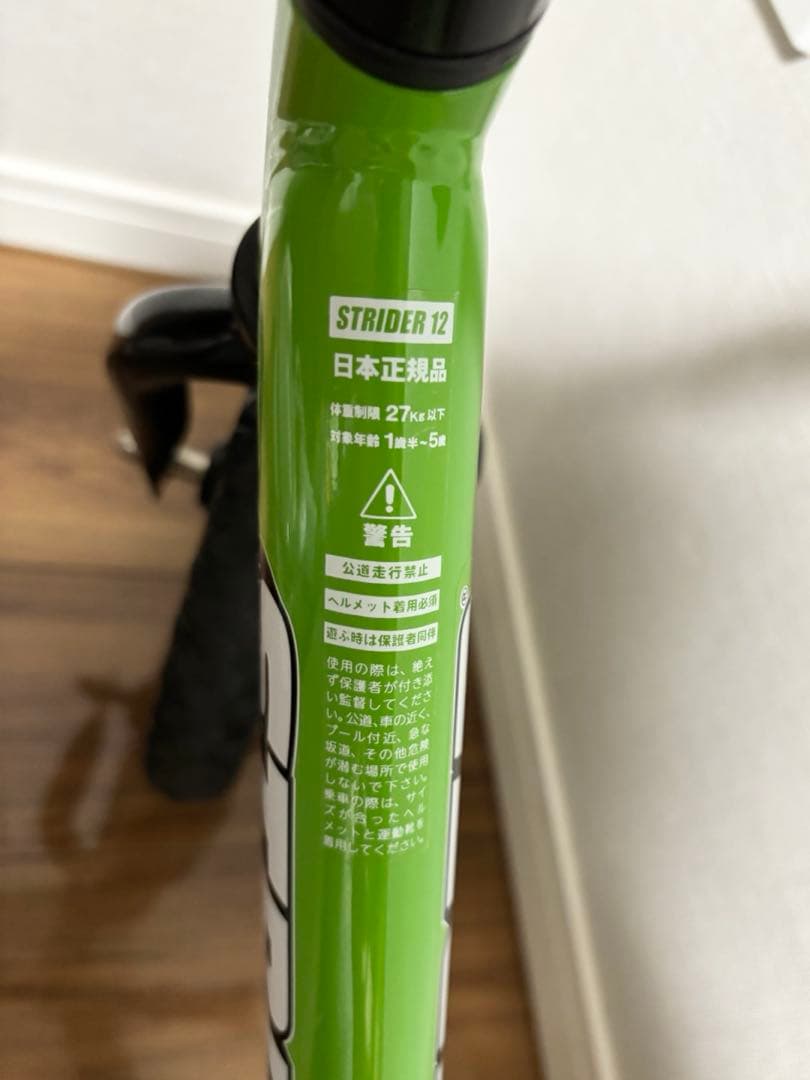 STRIDER 12
日本正規品
体重制限 27Kg 以下
対象年齢 1歳半~5歳
警告
公道走行禁止
ヘルメット着用必須
遊ぶ時は保護者同伴
使用の際は、絶え
ず保護者が付き添
い監督してくださ
い。公道、車の近く、
プール付近、急な
坂道、その他危険
が潜む場所で使用
しないで下さい。
乗車の際は、サイ
ズが合ったヘル
メットと運動靴を
着用してください。